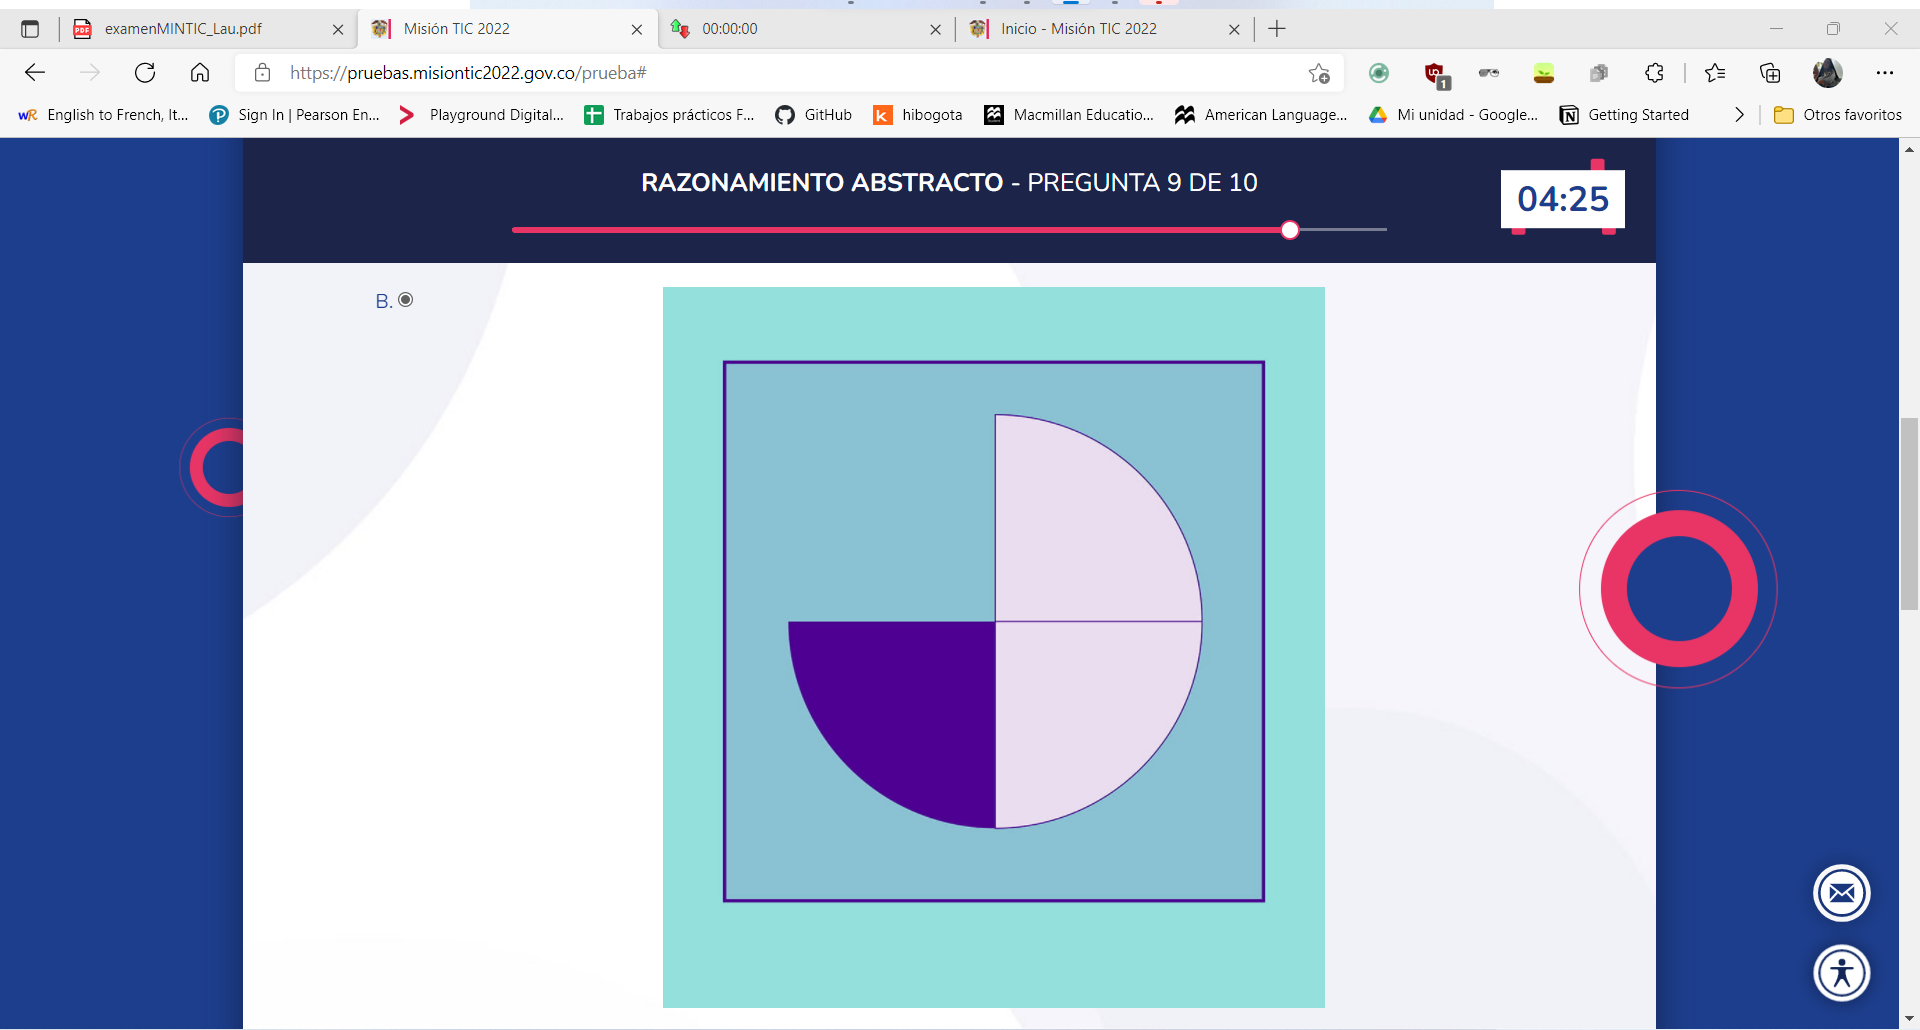 examenMINTIC_Lau.pdf
Misión TIC 2022
00:00:00
Inicio - Misión TIC 2022
https://pruebas.misiontic2022.gov.co/prueba#
1
English to French, It...
Sign In | Pearson En...
Playground Digital...
Trabajos prácticos F...
GitHub
hibogota
Macmillan Educatio...
American Language...
Mi unidad - Google...
Getting Started
Otros favoritos
RAZONAMIENTO ABSTRACTO - PREGUNTA 9 DE 10
04:25
B.